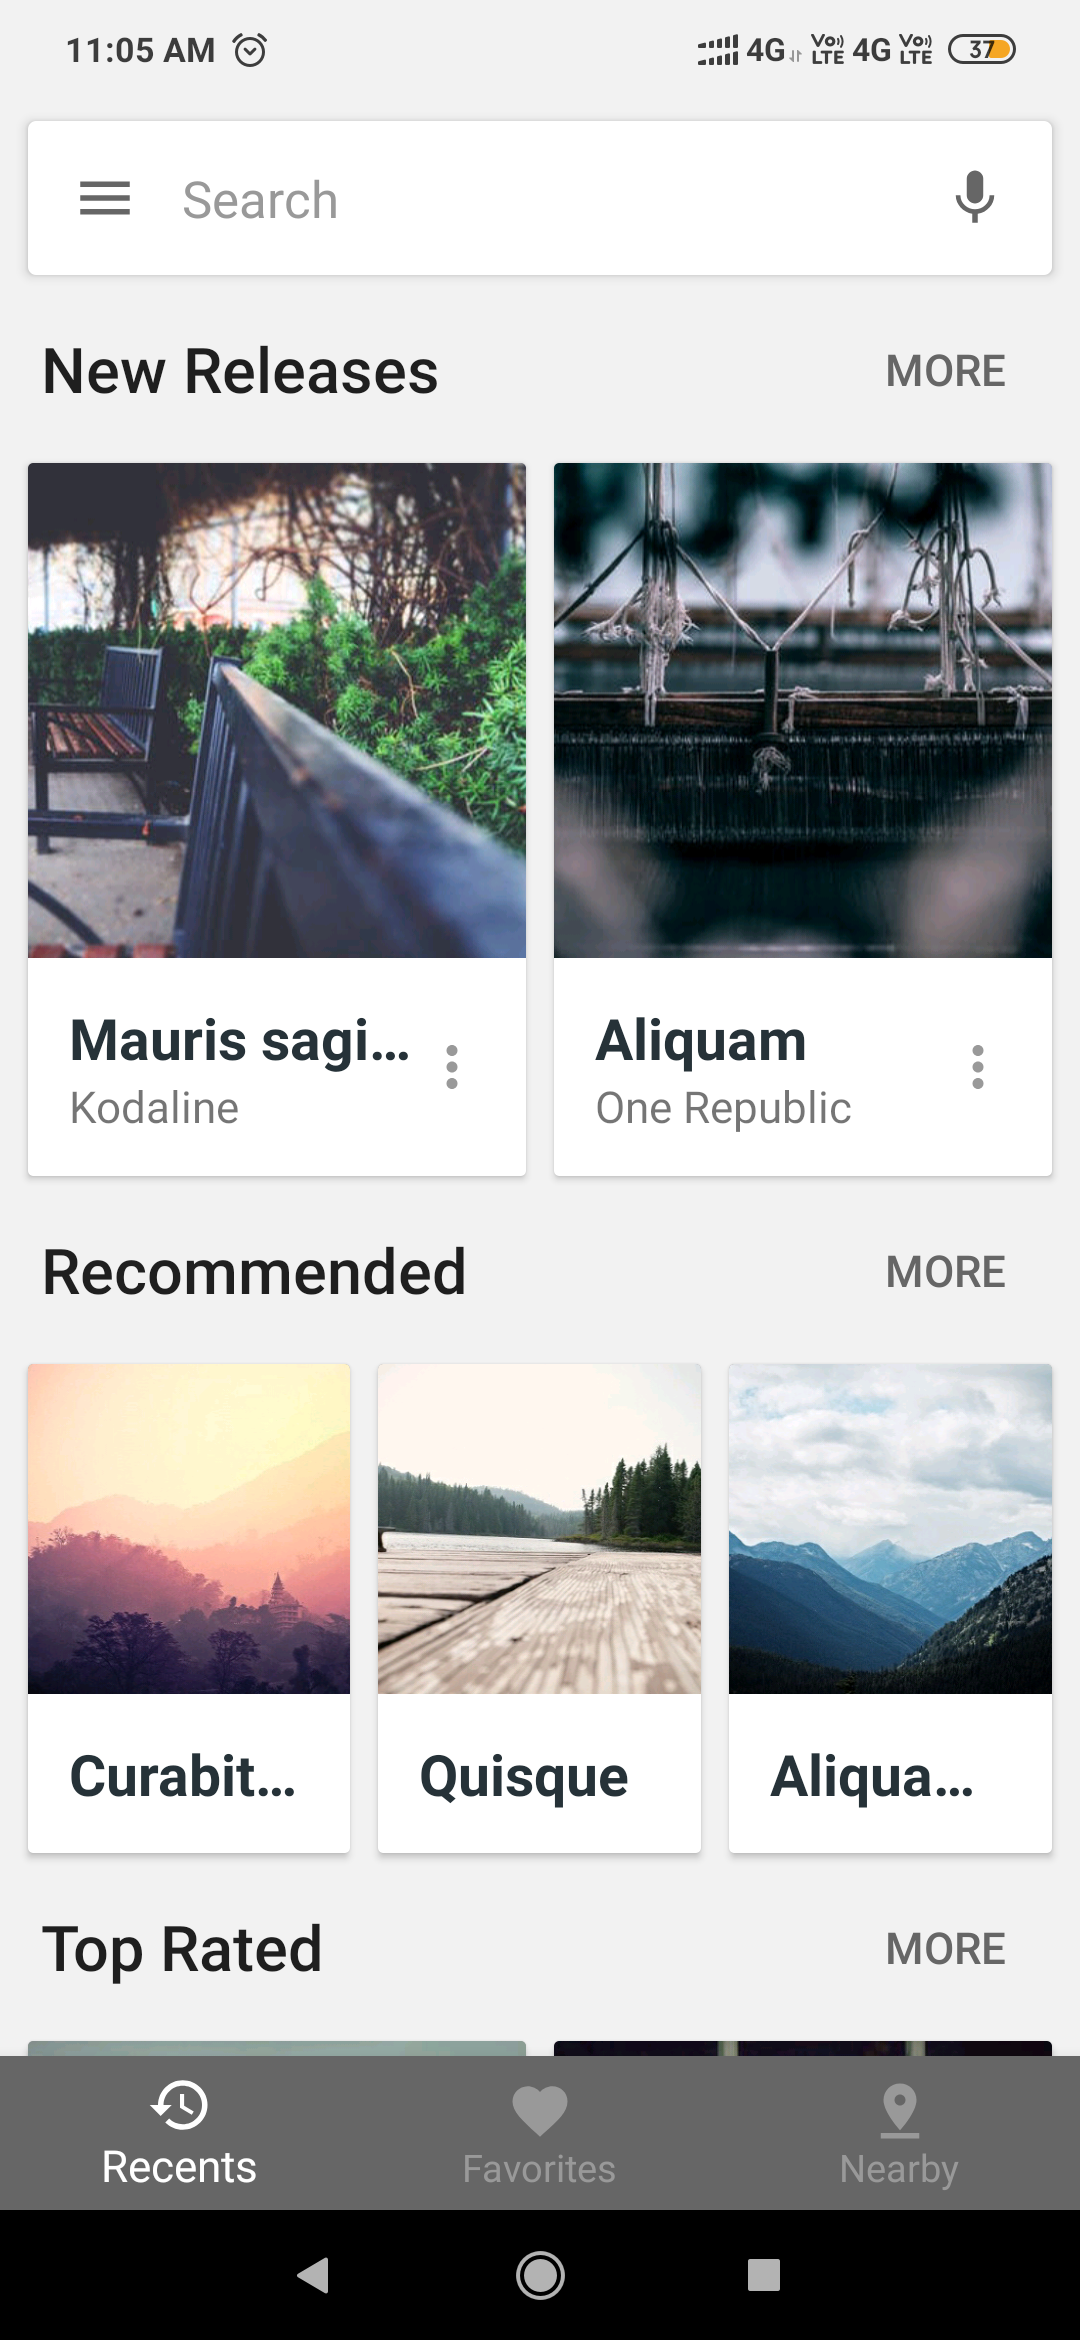 11:05 AM 4G Vo) LTE 4G Vo) LTE 37
Search
New Releases MORE
Mauris sagi... Aliquam
Kodaline One Republic
Recommended MORE
Curabit... Quisque Aliqua...
Top Rated MORE
Recents Favorites Nearby